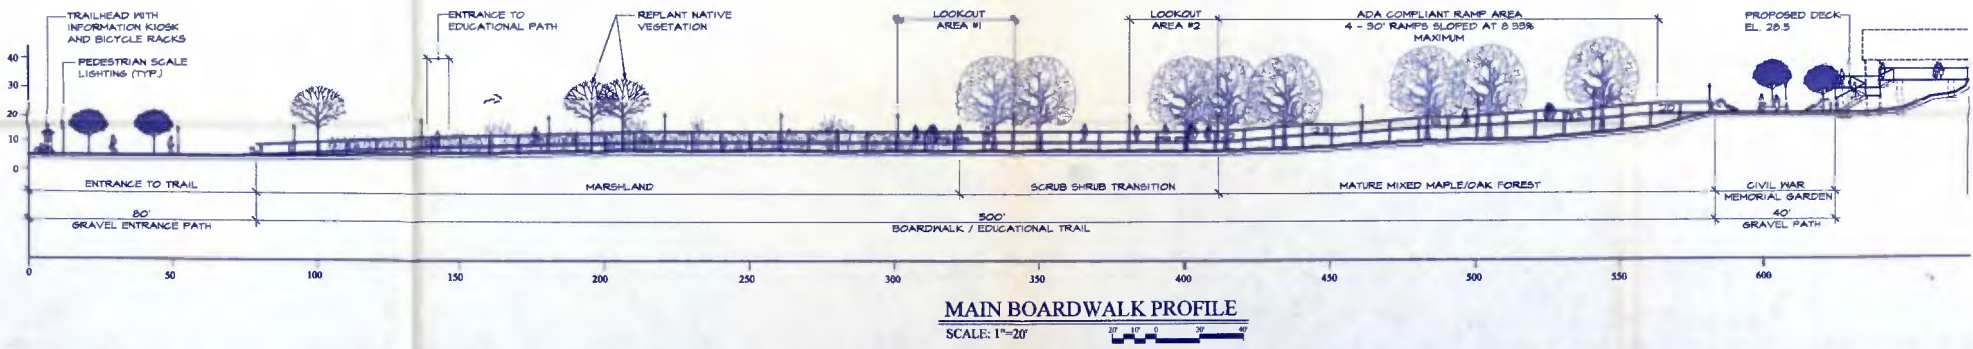 TRAILHEAD WITH
INFORMATION KIOSK
AND BICYCLE RACKS
PEDESTRIAN SCALE
LIGHTING (TYP.)
ENTRANCE TO
EDUCATIONAL PATH
REPLANT NATIVE
VEGETATION
LOOKOUT
AREA #1
LOOKOUT
AREA #2
ADA COMPLIANT RAMP AREA
4 - 30' RAMPS SLOPED AT 8.33%
MAXIMUM
PROPOSED DECK
EL. 28.5
40
30
20
10
0
ENTRANCE TO TRAIL
MARSHLAND
SCRUB SHRUB TRANSITION
MATURE MIXED MAPLE/OAK FOREST
CIVIL WAR
MEMORIAL GARDEN
80'
GRAVEL ENTRANCE PATH
500'
BOARDWALK / EDUCATIONAL TRAIL
40'
GRAVEL PATH
0 50 100 150 200 250 300 350 400 450 500 550 600
MAIN BOARDWALK PROFILE
SCALE: 1"=20'
20' 10' 0 20' 40'